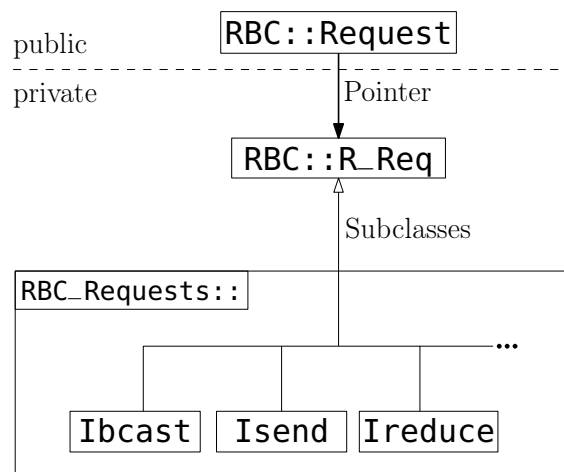 RBC::Request
public
private
Pointer
RBC::R_Req
Subclasses
RBC_Requests::
...
Ibcast Isend Ireduce